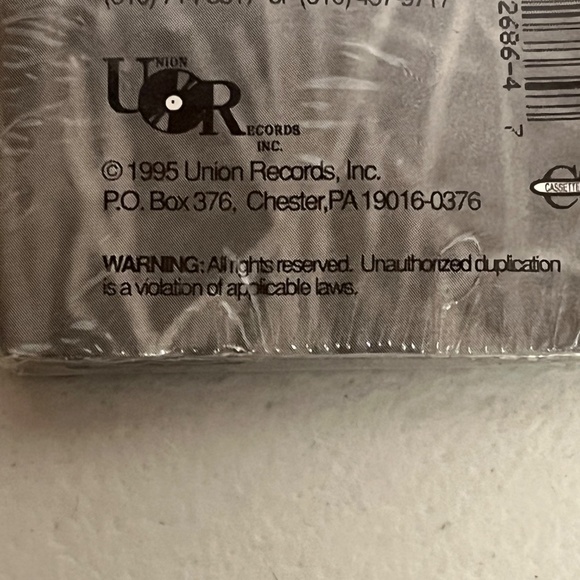 UNION
RECORDS
INC.
© 1995 Union Records, Inc.
P.O. Box 376, Chester,PA 19016-0376
WARNING: All rights reserved. Unauthorized duplication
is a violation of applicable laws.
2686-4 7
CASSETTE